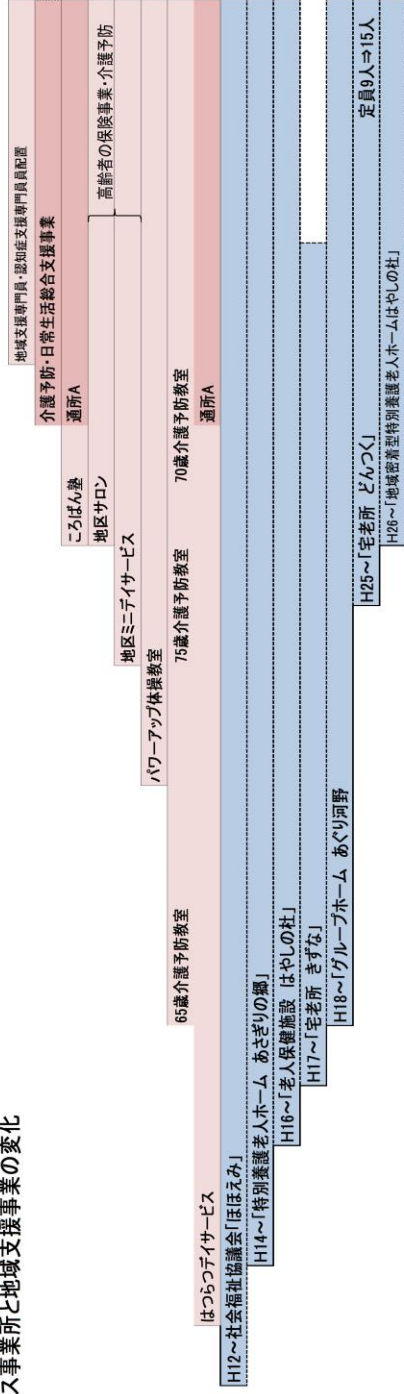 ス事業所と地域支援事業の変化
地域支援専門員・認知症支援専門員員配置
介護予防・日常生活総合支援事業
ころばん塾
通所A
地区サロン
高齢者の保険事業・介護予防
地区ミニデイサービス
パワーアップ体操教室
65歳介護予防教室
75歳介護予防教室
70歳介護予防教室
はつらつデイサービス
通所A
H12～社会福祉協議会「ほほえみ」
H14～「特別養護老人ホーム あさぎりの郷」
H16～「老人保健施設 はやしの杜」
H17～「宅老所 きずな」
H18～「グループホーム あぐり河野
H25～「宅老所 どんつく」
定員9人⇒15人
H26～「地域密着型特別養護老人ホームはやしの杜」